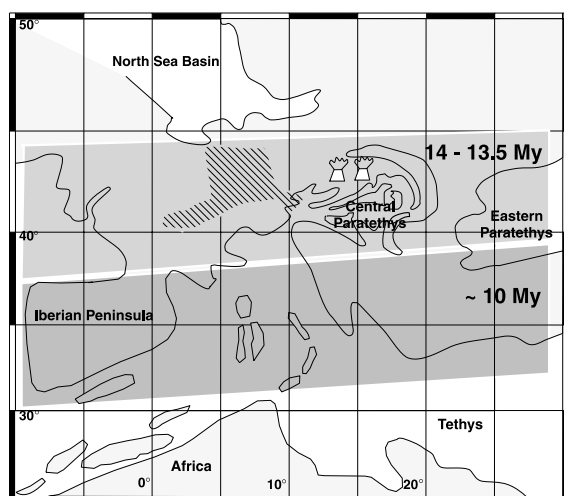 50°
North Sea Basin
14 - 13.5 My
Central
Paratethys
Eastern
Paratethys
40°
~ 10 My
Iberian Peninsula
30°
Tethys
Africa
0°
10°
20°